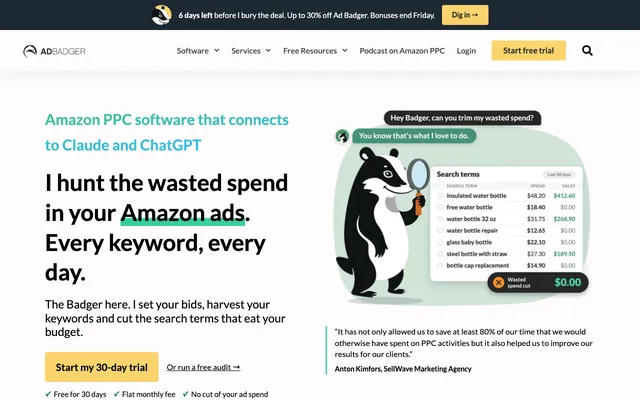 6 days left before I bury the deal. Up to 30% off Ad Badger. Bonuses end Friday.
Dig in →
ADBADGER
Software
Services
Free Resources
Podcast on Amazon PPC
Login
Start free trial
Amazon PPC software that connects
to Claude and ChatGPT
I hunt the wasted spend
in your Amazon ads.
Every keyword, every
day.
The Badger here. I set your bids, harvest your
keywords and cut the search terms that eat your
budget.
Start my 30-day trial
Or run a free audit →
✓ Free for 30 days ✓ Flat monthly fee ✓ No cut of your ad spend
Hey Badger, can you trim my wasted spend?
You know that's what I love to do.
Search terms
Last 30 days
SEARCH TERM SPEND SALES
insulated water bottle $48.20 $412.60
free water bottle $18.40 $0.00
water bottle 32 oz $31.75 $268.90
water bottle repair $12.65 $0.00
glass baby bottle $22.10 $0.00
steel bottle with straw $27.30 $189.50
bottle cap replacement $14.90 $0.00
Wasted
spend cut
$0.00
“It has not only allowed us to save at least 80% of our time that we would
otherwise have spent on PPC activities but it also helped us to improve our
results for our clients.”
Anton Kimfors, SellWave Marketing Agency